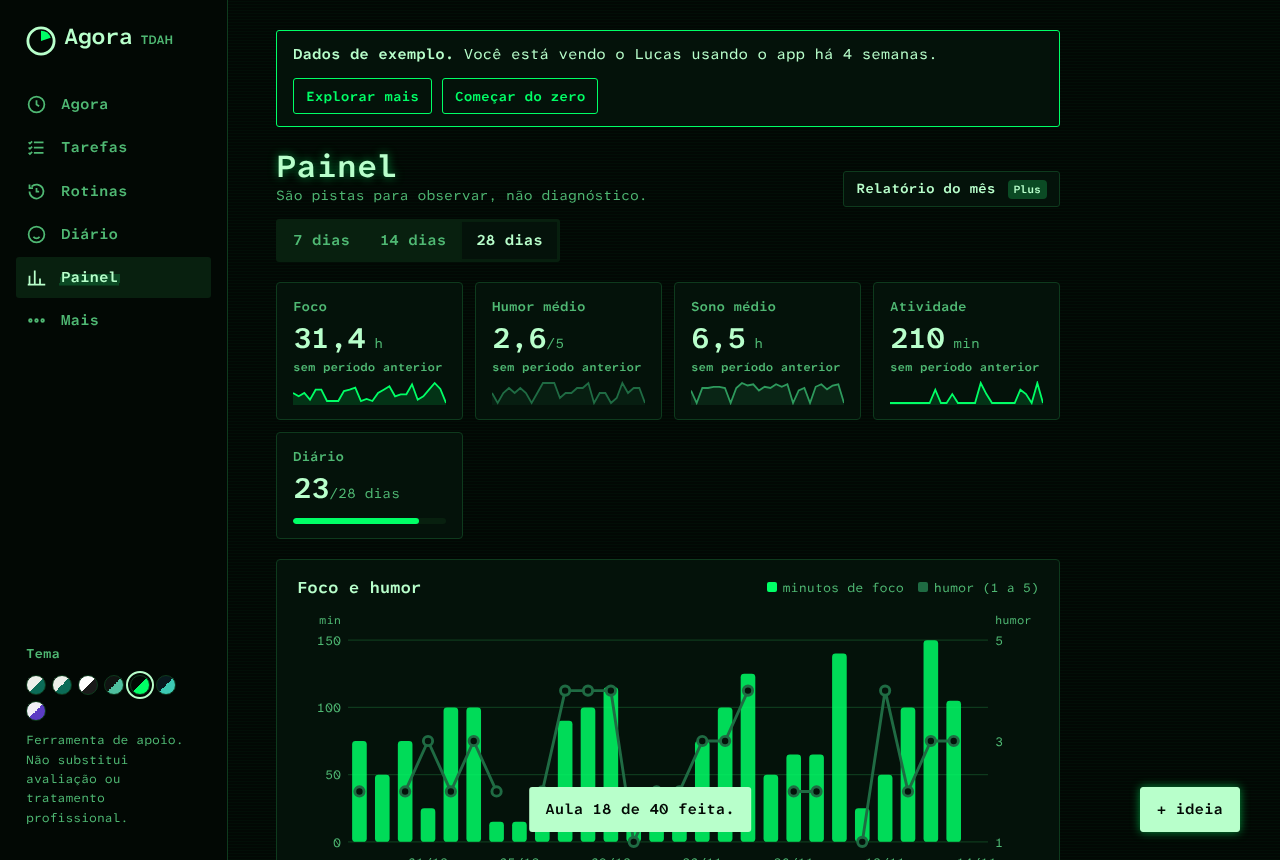 Agora TDAH
Agora
Tarefas
Rotinas
Diário
Painel
Mais
Tema
Ferramenta de apoio.
Não substitui
avaliação ou
tratamento
profissional.
Dados de exemplo. Você está vendo o Lucas usando o app há 4 semanas.
Explorar mais
Começar do zero
Painel
São pistas para observar, não diagnóstico.
Relatório do mês Plus
7 dias
14 dias
28 dias
Foco
31,4 h
sem período anterior
Humor médio
2,6/5
sem período anterior
Sono médio
6,5 h
sem período anterior
Atividade
210 min
sem período anterior
Diário
23/28 dias
Foco e humor
minutos de foco
humor (1 a 5)
min
humor
150
5
100
3
50
0
1
Aula 18 de 40 feita.
+ ideia